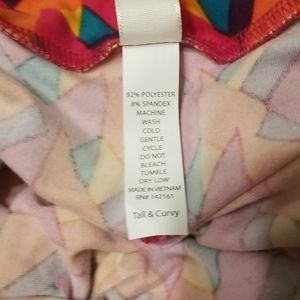 92% POLYESTER
8% SPANDEX
MACHINE
WASH
COLD
GENTLE
CYCLE
DO NOT
BLEACH
TUMBLE
DRY LOW
MADE IN VIETNAM
RN# 142161
Tall & Curvy